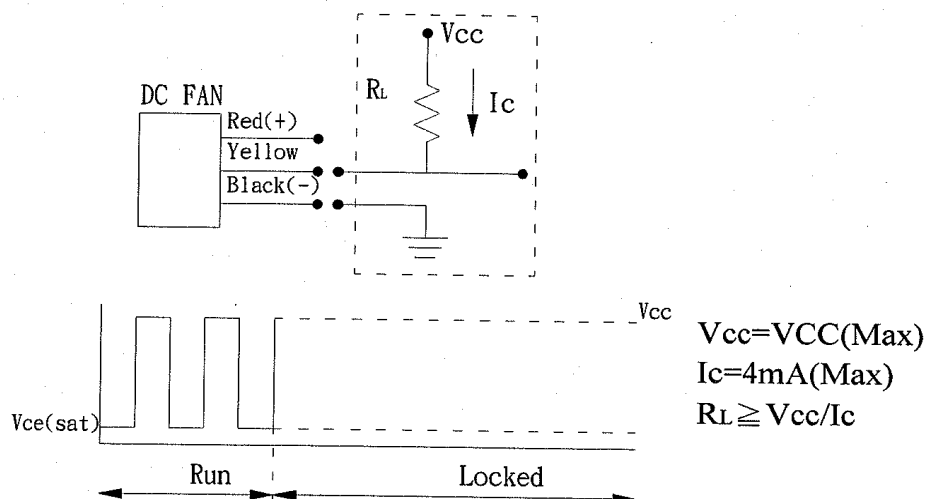 Vcc
RL
Ic
DC FAN
Red(+)
Yellow
Black(-)
Vcc
Vce(sat)
Run
Locked
Vcc=VCC(Max)
Ic=4mA(Max)
RL≧Vcc/Ic